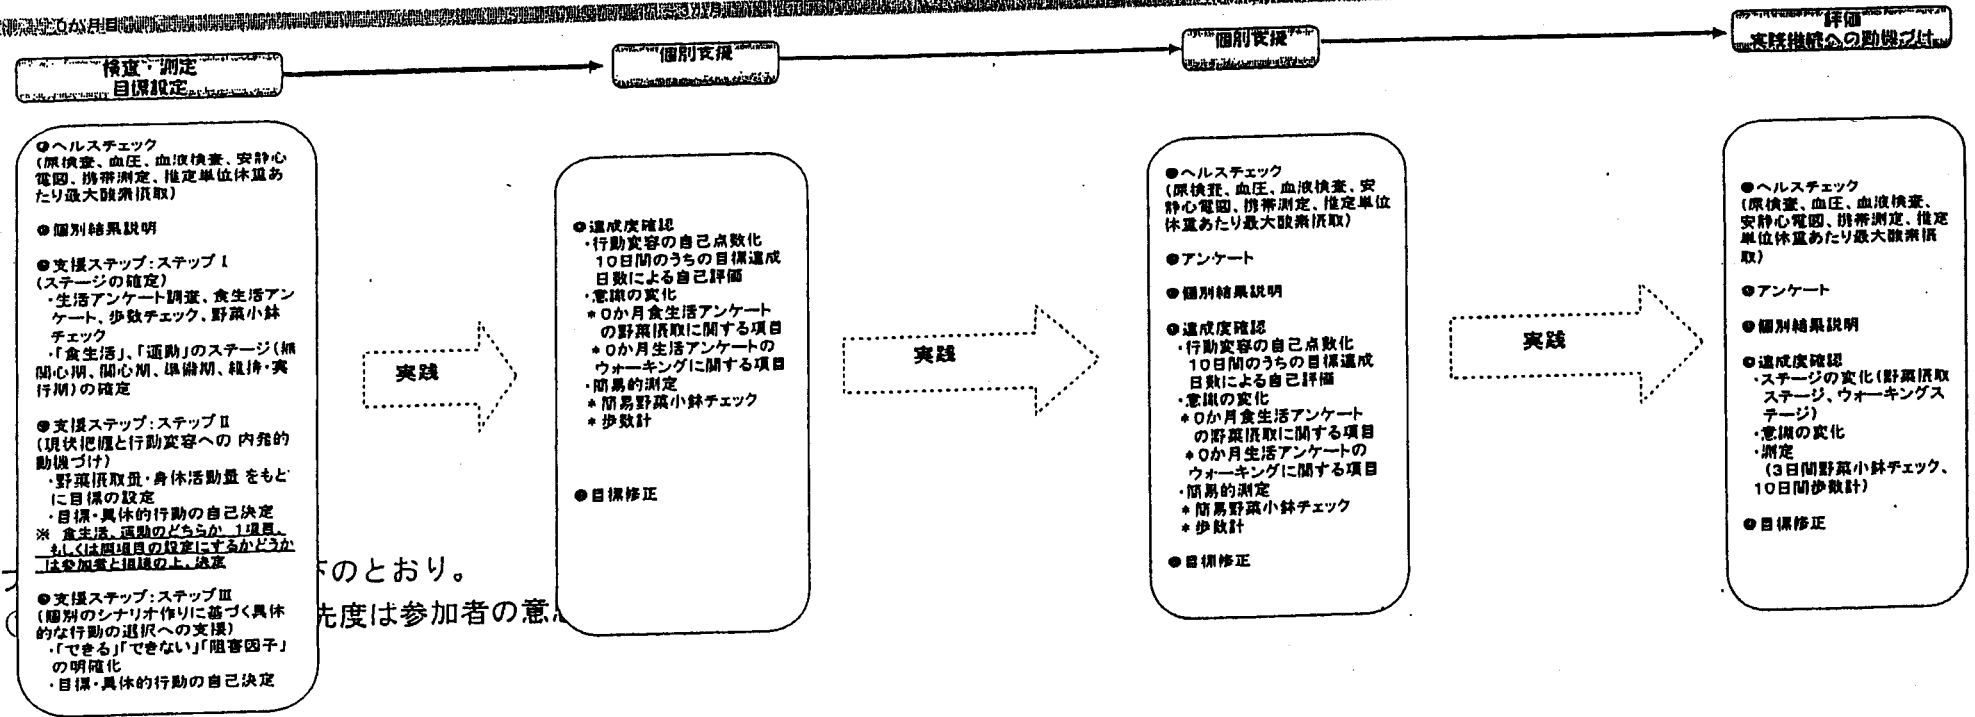 0か月目
3か月
検査・測定
目標設定
個別支援
個別支援
評価
実践継続への動機づけ
●ヘルスチェック
(尿検査、血圧、血液検査、安静心
電図、携帯測定、推定単位体重あ
たり最大酸素摂取)
●個別結果説明
●支援ステップ:ステップⅠ
(ステージの確定)
・生活アンケート調査、食生活アン
ケート、歩数チェック、野菜小鉢
チェック
・「食生活」、「運動」のステージ(無
関心期、関心期、準備期、維持・実
行期)の確定
●支援ステップ:ステップⅡ
(現状把握と行動変容への 内発的
動機づけ)
・野菜摂取量・身体活動量 をもと
に目標の設定
・目標・具体的行動の自己決定
※ 食生活、運動のどちらか 1項目、
もしくは両項目の設定にするかどうか
は参加者と相談の上、決定
●支援ステップ:ステップⅢ
(個別のシナリオ作りに基づく具体
的な行動の選択への支援)
・「できる」「できない」「阻害因子」
の明確化
・目標・具体的行動の自己決定
下のとおり。
先度は参加者の意
実践
●達成度確認
・行動変容の自己点数化
10日間のうちの目標達成
日数による自己評価
・意識の変化
*0か月食生活アンケート
の野菜摂取に関する項目
*0か月生活アンケートの
ウォーキングに関する項目
・簡易的測定
*簡易野菜小鉢チェック
*歩数計
●目標修正
実践
●ヘルスチェック
(尿検査、血圧、血液検査、安
静心電図、携帯測定、推定単位
体重あたり最大酸素摂取)
●アンケート
●個別結果説明
●達成度確認
・行動変容の自己点数化
10日間のうちの目標達成
日数による自己評価
・意識の変化
*0か月食生活アンケート
の野菜摂取に関する項目
*0か月生活アンケートの
ウォーキングに関する項目
・簡易的測定
*簡易野菜小鉢チェック
*歩数計
●目標修正
実践
●ヘルスチェック
(尿検査、血圧、血液検査、
安静心電図、携帯測定、推定
単位体重あたり最大酸素摂
取)
●アンケート
●個別結果説明
●達成度確認
・ステージの変化(野菜摂取
ステージ、ウォーキングス
テージ)
・意識の変化
・測定
(3日間野菜小鉢チェック、
10日間歩数計)
●目標修正